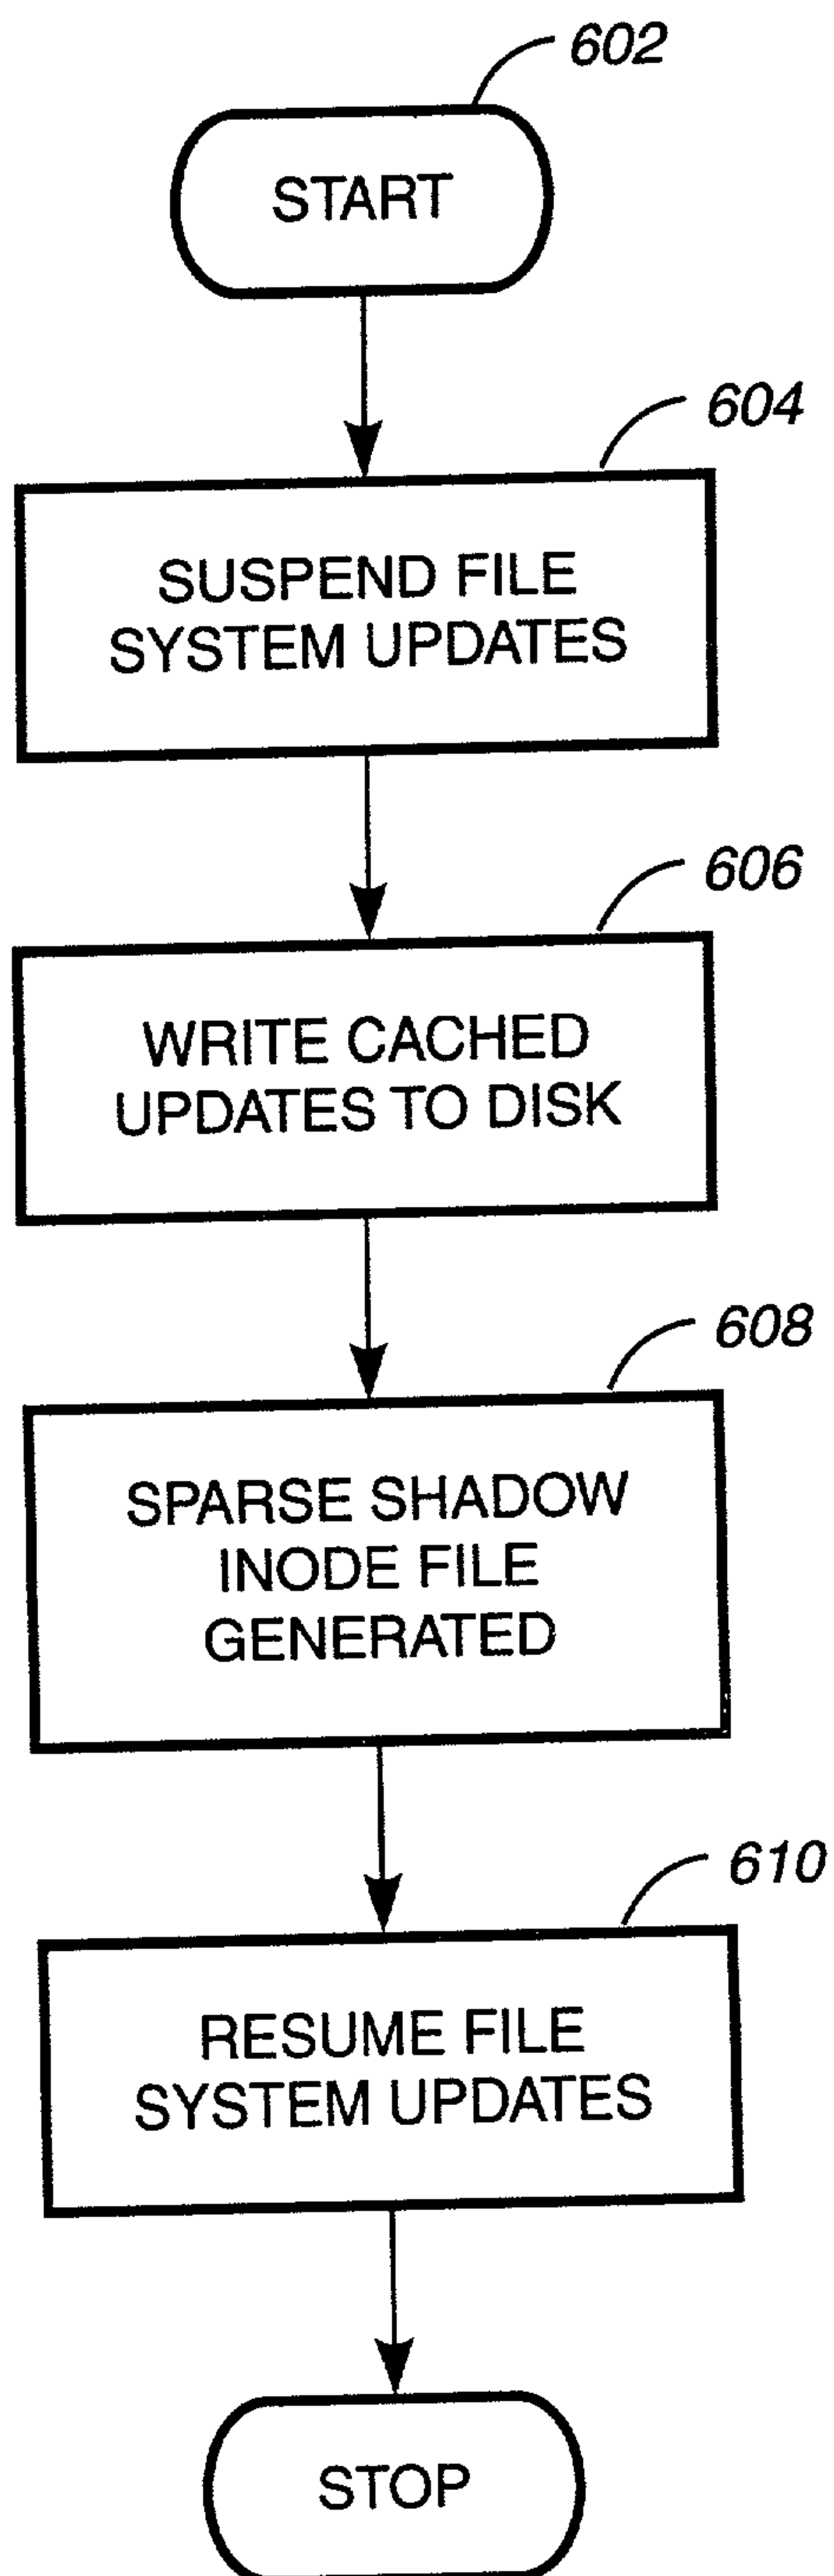 602
START
604
SUSPEND FILE
SYSTEM UPDATES
606
WRITE CACHED
UPDATES TO DISK
608
SPARSE SHADOW
INODE FILE
GENERATED
610
RESUME FILE
SYSTEM UPDATES
STOP